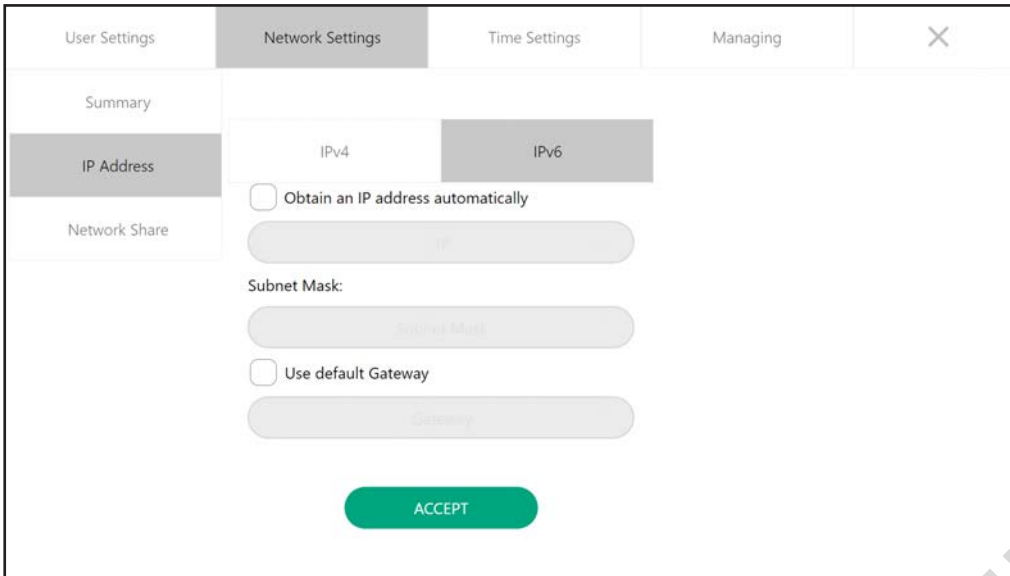 User Settings
Network Settings
Time Settings
Managing
Summary
IP Address
Network Share
IPv4
IPv6
Obtain an IP address automatically
IP
Subnet Mask:
Subnet Mask
Use default Gateway
Gateway
ACCEPT